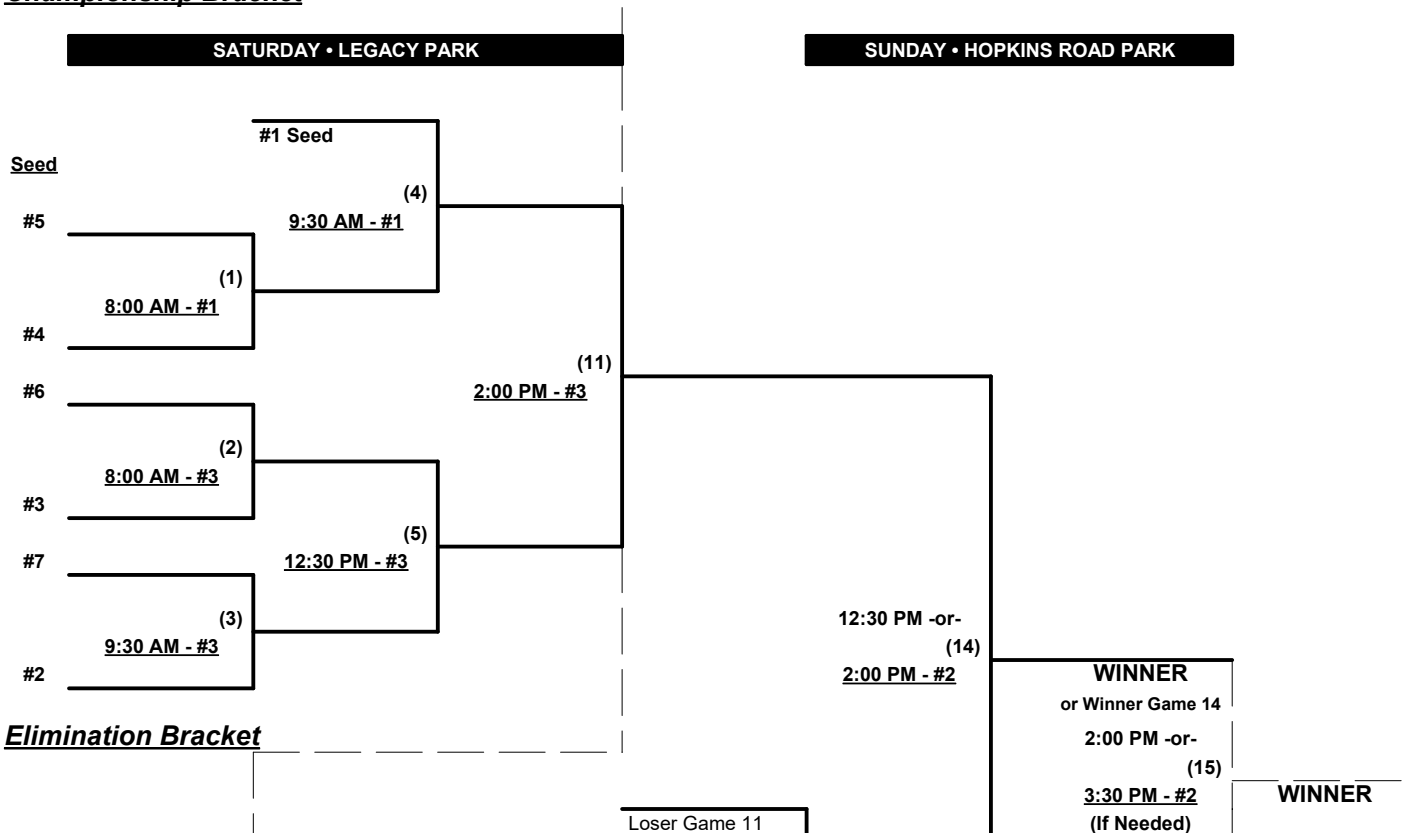 Championship Bracket
SATURDAY • LEGACY PARK
SUNDAY • HOPKINS ROAD PARK
#1 Seed
Seed
(4)
#5
9:30 AM - #1
(1)
8:00 AM - #1
#4
(11)
#6
2:00 PM - #3
(2)
8:00 AM - #3
#3
(5)
#7
12:30 PM - #3
(3)
9:30 AM - #3
#2
12:30 PM -or-
(14)
2:00 PM - #2
WINNER
or Winner Game 14
Elimination Bracket
2:00 PM -or-
(15)
3:30 PM - #2
WINNER
Loser Game 11
(If Needed)